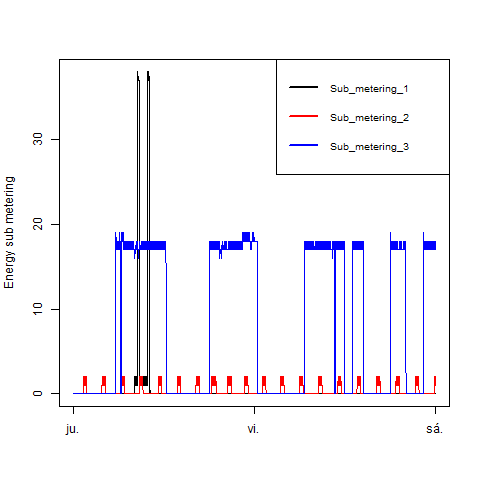 Sub_metering_1
Sub_metering_2
Sub_metering_3
Energy sub metering
30
20
10
0
ju.
vi.
sá.